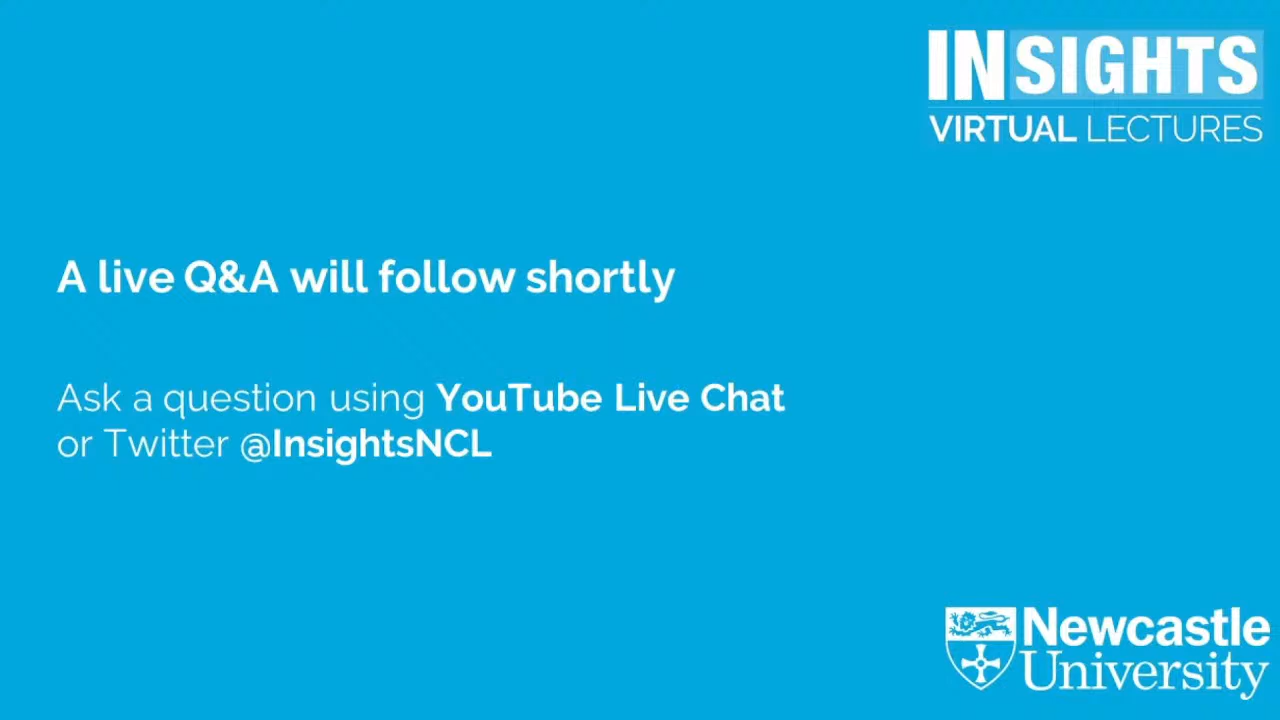 INSIGHTS
VIRTUAL LECTURES
A live Q&A will follow shortly
Ask a question using YouTube Live Chat
or Twitter @InsightsNCL
Newcastle
University